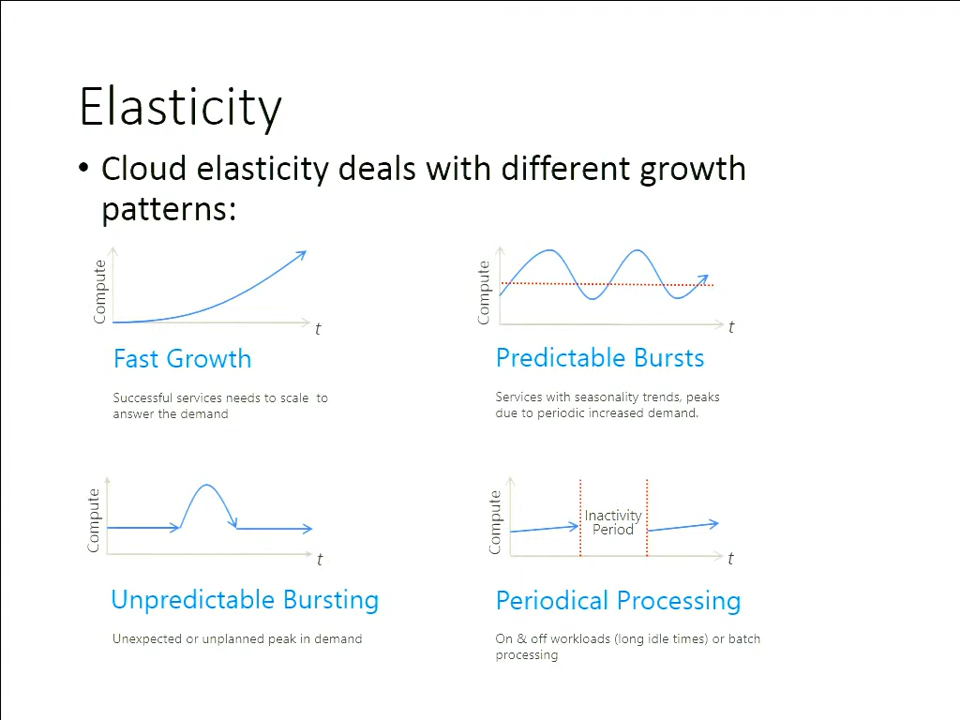 Elasticity
• Cloud elasticity deals with different growth
patterns:
Compute
t
Fast Growth
Successful services needs to scale to
answer the demand
Compute
t
Predictable Bursts
Services with seasonality trends, peaks
due to periodic increased demand.
Compute
t
Unpredictable Bursting
Unexpected or unplanned peak in demand
Compute
Inactivity
Period
t
Periodical Processing
On & off workloads (long idle times) or batch
processing